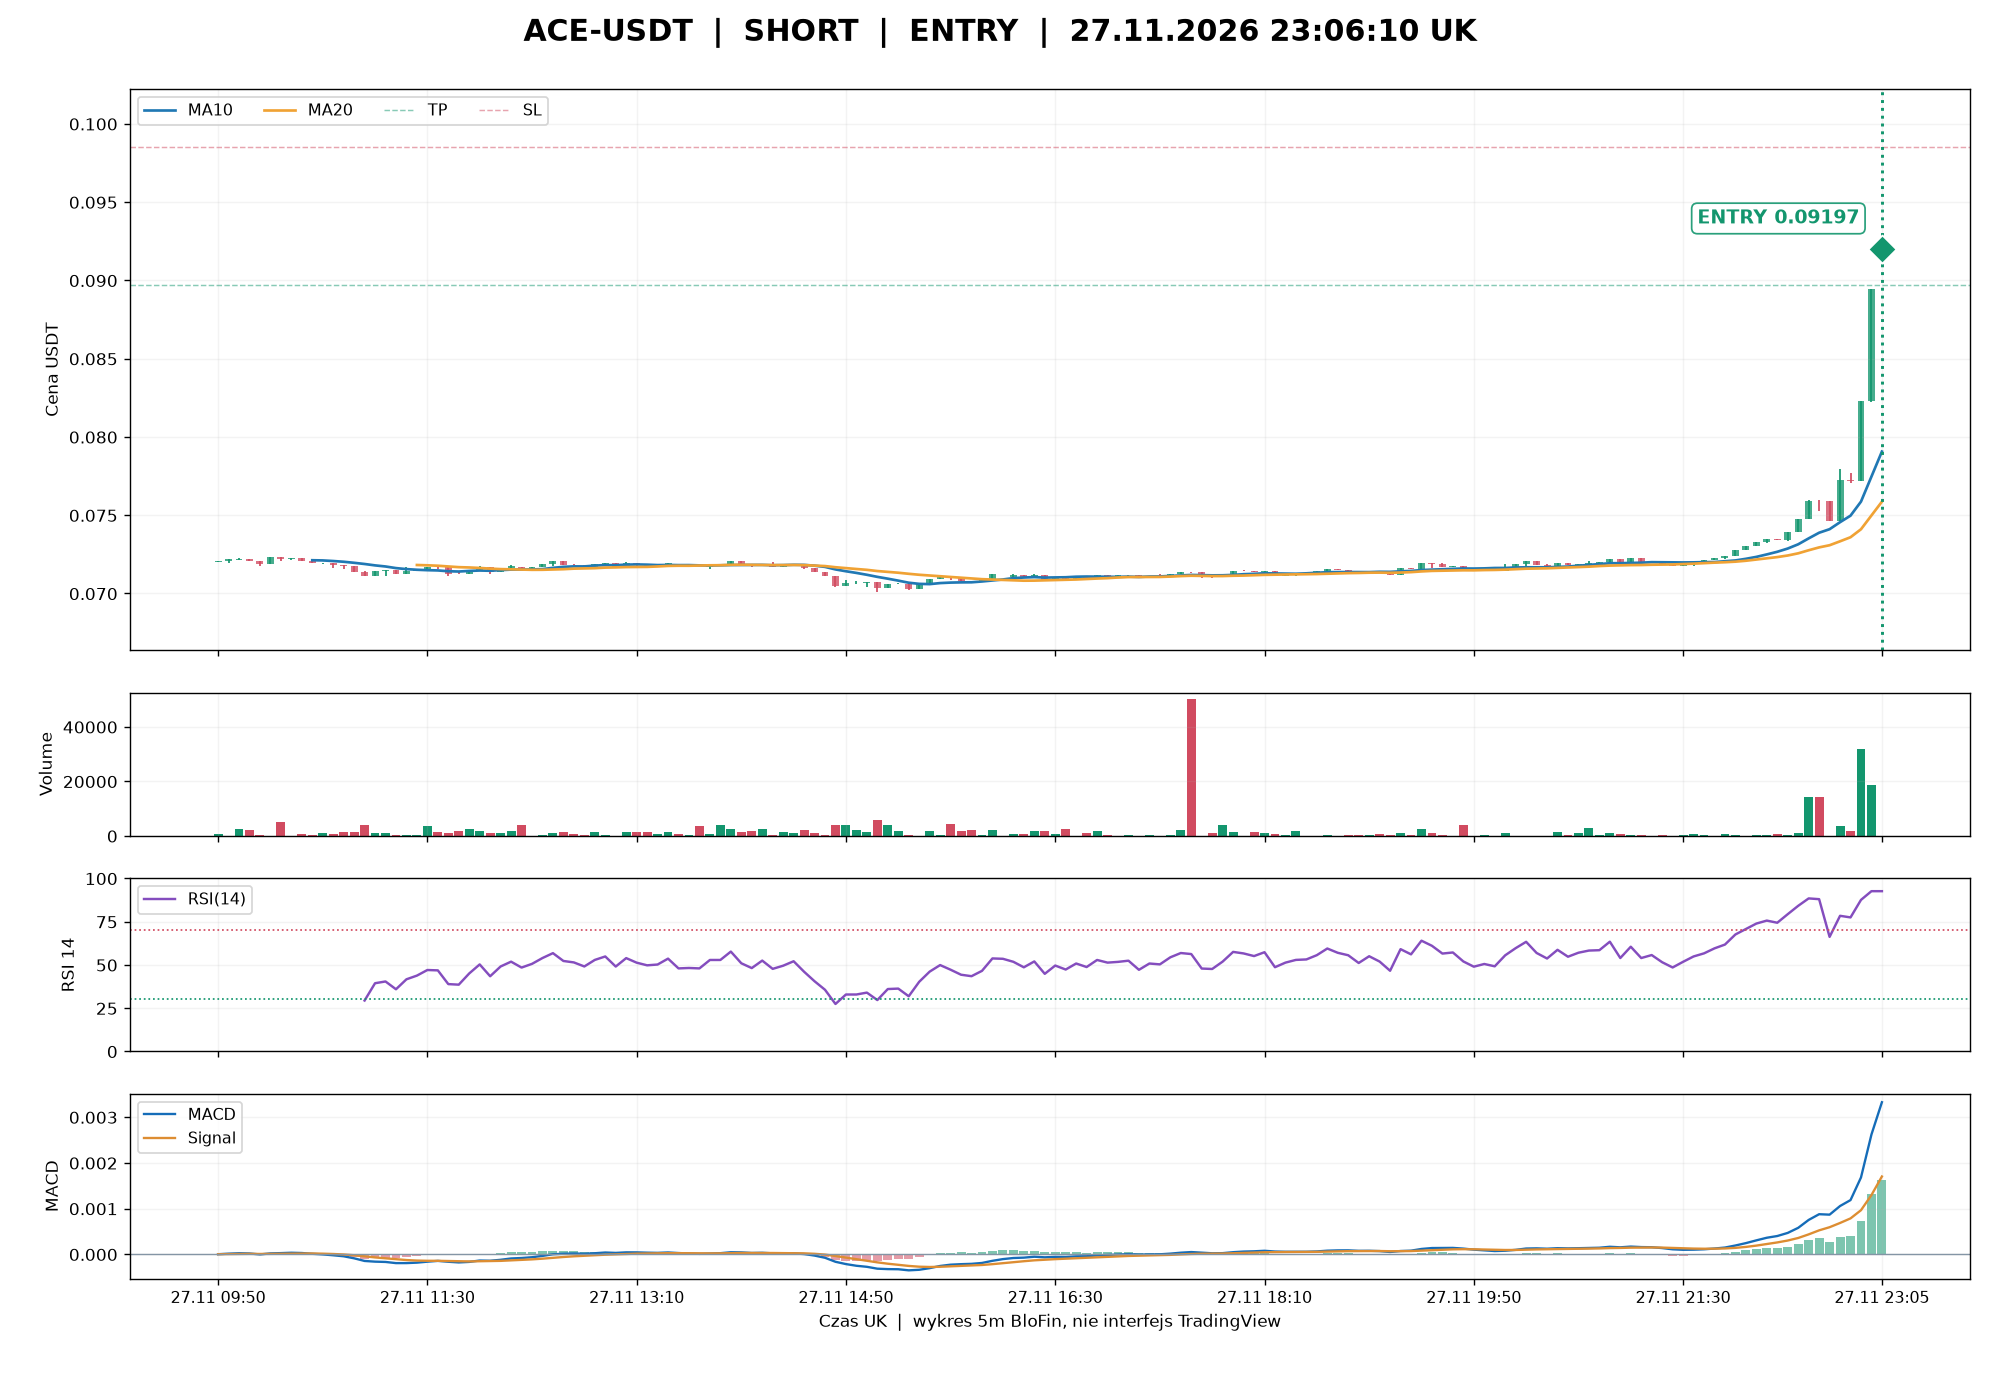 ACE-USDT | SHORT | ENTRY | 27.11.2026 23:06:10 UK
MA10 MA20 TP SL
0.100
0.095
ENTRY 0.09197
0.090
0.085
0.080
0.075
0.070
Cena USDT
40000
20000
0
Volume
RSI(14)
100
75
50
25
0
RSI 14
MACD
Signal
0.003
0.002
0.001
0.000
MACD
27.11 09:50 27.11 11:30 27.11 13:10 27.11 14:50 27.11 16:30 27.11 18:10 27.11 19:50 27.11 21:30 27.11 23:05
Czas UK | wykres 5m BloFin, nie interfejs TradingView